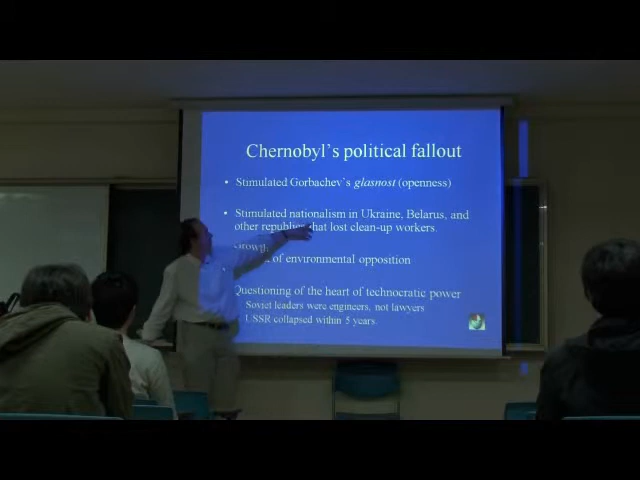 Chernobyl's political fallout
• Stimulated Gorbachev's glasnost (openness)
• Stimulated nationalism in Ukraine, Belarus, and
other republics that lost clean-up workers.
Growth
of environmental opposition
Questioning of the heart of technocratic power
Soviet leaders were engineers, not lawyers
USSR collapsed within 5 years.